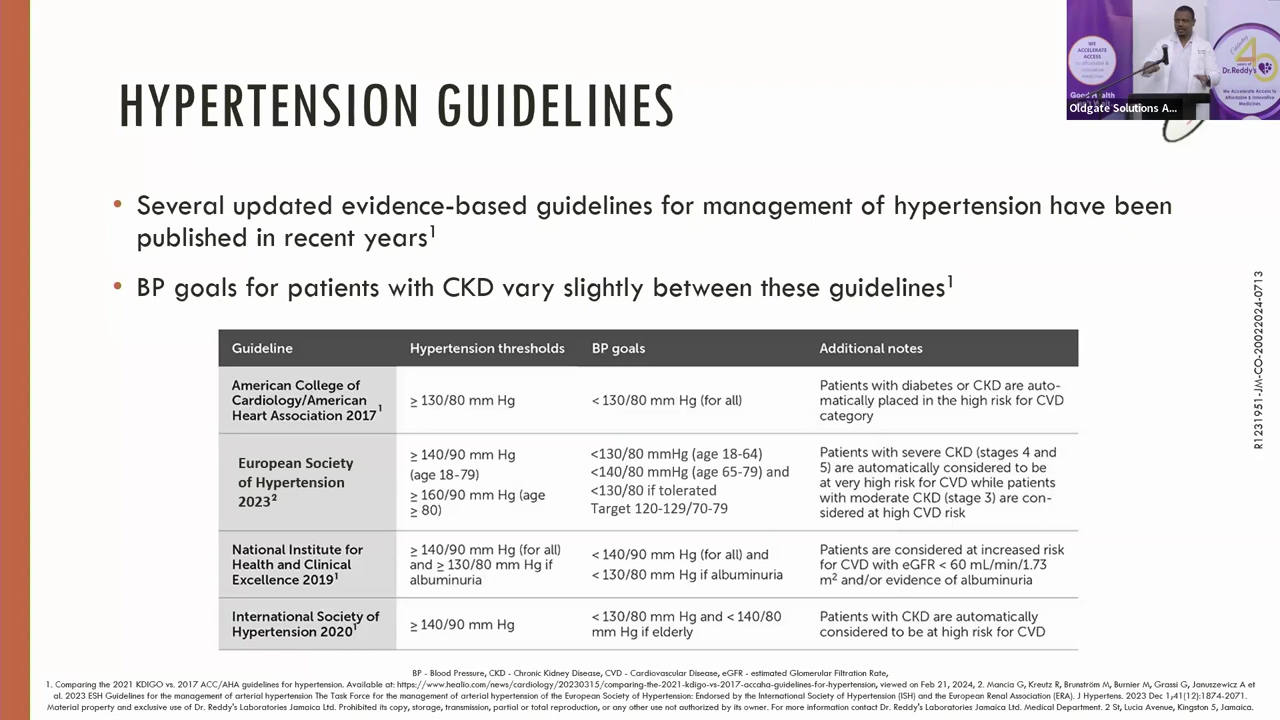 HYPERTENSION GUIDELINES
WE
ACCELERATE
ACCESS
to affordable &
innovative
medicines
Good Health
Oldgate Solutions A...
40
Dr.Reddy's
We Accelerate Access to
Affordable & Innovative
Medicines
• Several updated evidence-based guidelines for management of hypertension have been
published in recent years¹
• BP goals for patients with CKD vary slightly between these guidelines¹
Guideline Hypertension thresholds BP goals Additional notes
American College of
Cardiology/American
Heart Association 2017¹
≥ 130/80 mm Hg
< 130/80 mm Hg (for all)
Patients with diabetes or CKD are auto-
matically placed in the high risk for CVD
category
European Society
of Hypertension
2023²
≥ 140/90 mm Hg
(age 18-79)
≥ 160/90 mm Hg (age
≥ 80)
<130/80 mmHg (age 18-64)
<140/80 mmHg (age 65-79) and
<130/80 if tolerated
Target 120-129/70-79
Patients with severe CKD (stages 4 and
5) are automatically considered to be
at very high risk for CVD while patients
with moderate CKD (stage 3) are con-
sidered at high CVD risk
National Institute for
Health and Clinical
Excellence 2019¹
≥ 140/90 mm Hg (for all)
and ≥ 130/80 mm Hg if
albuminuria
< 140/90 mm Hg (for all) and
< 130/80 mm Hg if albuminuria
Patients are considered at increased risk
for CVD with eGFR < 60 mL/min/1.73
m² and/or evidence of albuminuria
International Society of
Hypertension 2020¹
≥ 140/90 mm Hg
< 130/80 mm Hg and < 140/80
mm Hg if elderly
Patients with CKD are automatically
considered to be at high risk for CVD
R1231951-JM-CO-20022024-0713
BP - Blood Pressure, CKD - Chronic Kidney Disease, CVD - Cardiovascular Disease, eGFR - estimated Glomerular Filtration Rate,
1. Comparing the 2021 KDIGO vs. 2017 ACC/AHA guidelines for hypertension. Available at: https://www.healio.com/news/cardiology/20230315/comparing-the-2021-kdigo-vs-2017-accaha-guidelines-for-hypertension, viewed on Feb 21, 2024, 2. Mancia G, Kreutz R, Brunström M, Burnier M, Grassi G, Januszewicz A et
al. 2023 ESH Guidelines for the management of arterial hypertension The Task Force for the management of arterial hypertension of the European Society of Hypertension: Endorsed by the International Society of Hypertension (ISH) and the European Renal Association (ERA). J Hypertens. 2023 Dec 1;41(12):1874-2071.
Material property and exclusive use of Dr. Reddy's Laboratories Jamaica Ltd. Prohibited its copy, storage, transmission, partial or total reproduction, or any other use not authorized by its owner. For more information contact Dr. Reddy's Laboratories Jamaica Ltd. Medical Department. 2 St, Lucia Avenue, Kingston 5, Jamaica.